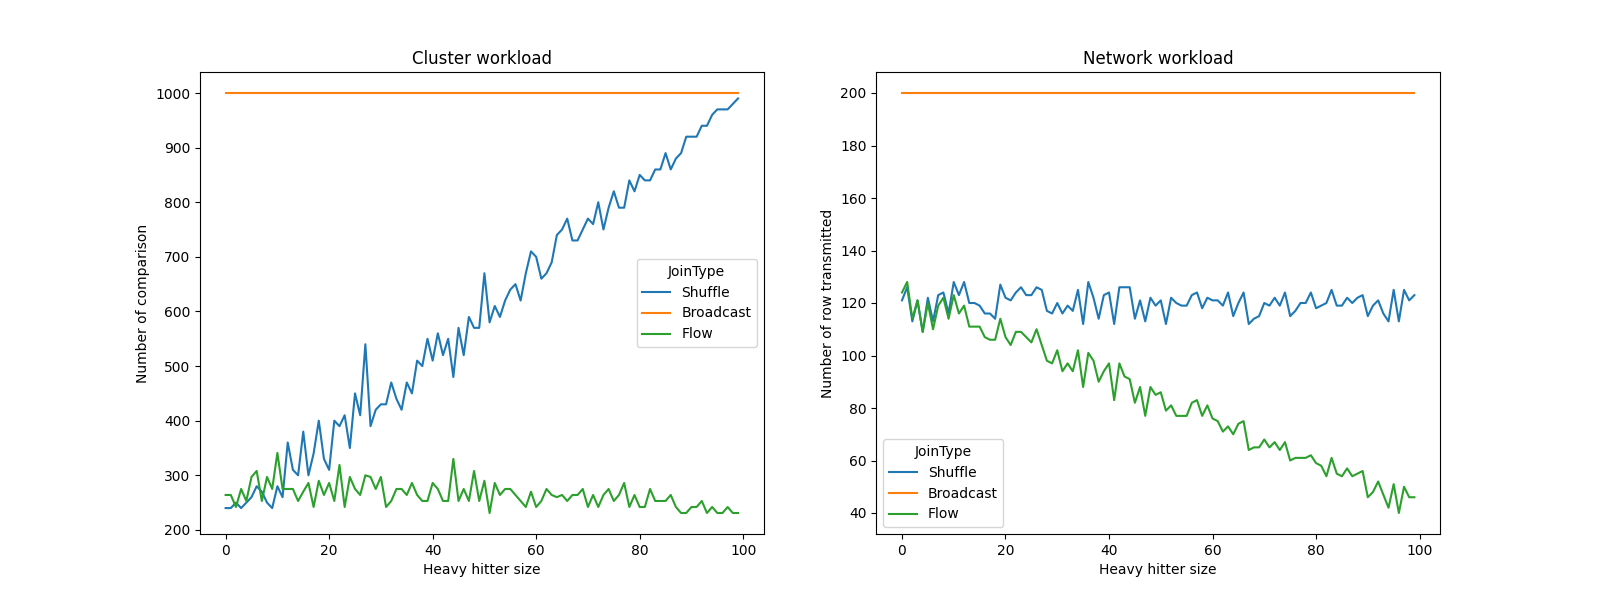 Cluster workload
1000
900
800
700
600
500
400
300
200
Number of comparison
0 20 40 60 80 100
Heavy hitter size
JoinType
Shuffle
Broadcast
Flow
Network workload
200
180
160
140
120
100
80
60
40
Number of row transmitted
0 20 40 60 80 100
Heavy hitter size
JoinType
Shuffle
Broadcast
Flow